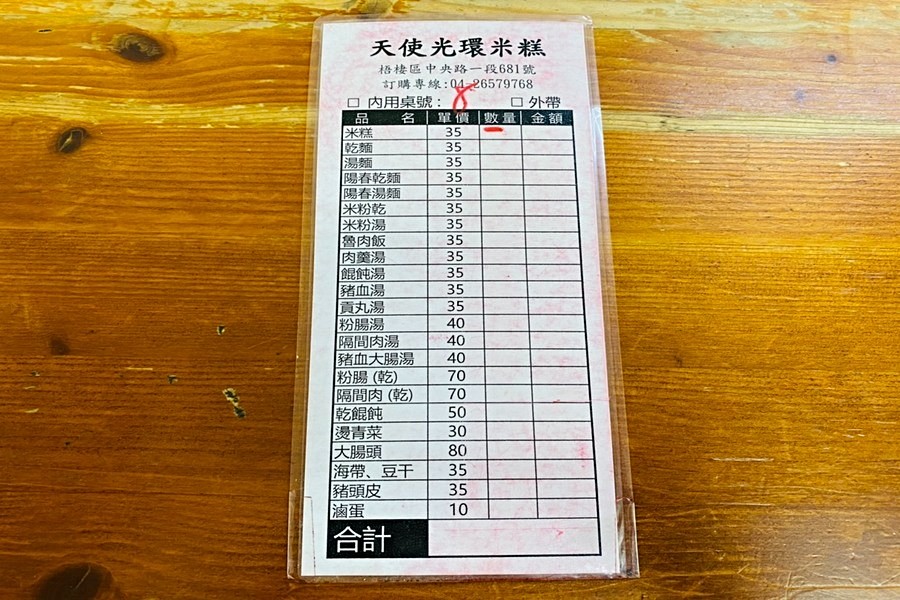 天使光環米糕
梧棲區中央路一段681號
訂購專線:04-26579768
□ 內用桌號: 8 □ 外帶
品名 單價 數量 金額
米糕 35
乾麵 35
湯麵 35
陽春乾麵 35
陽春湯麵 35
米粉乾 35
米粉湯 35
魯肉飯 35
肉羹湯 35
餛飩湯 35
豬血湯 35
貢丸湯 35
粉腸湯 40
隔間肉湯 40
豬血大腸湯 40
粉腸 (乾) 70
隔間肉 (乾) 70
乾餛飩 50
燙青菜 30
大腸頭 80
海帶、豆干 35
豬頭皮 35
滷蛋 10
合計